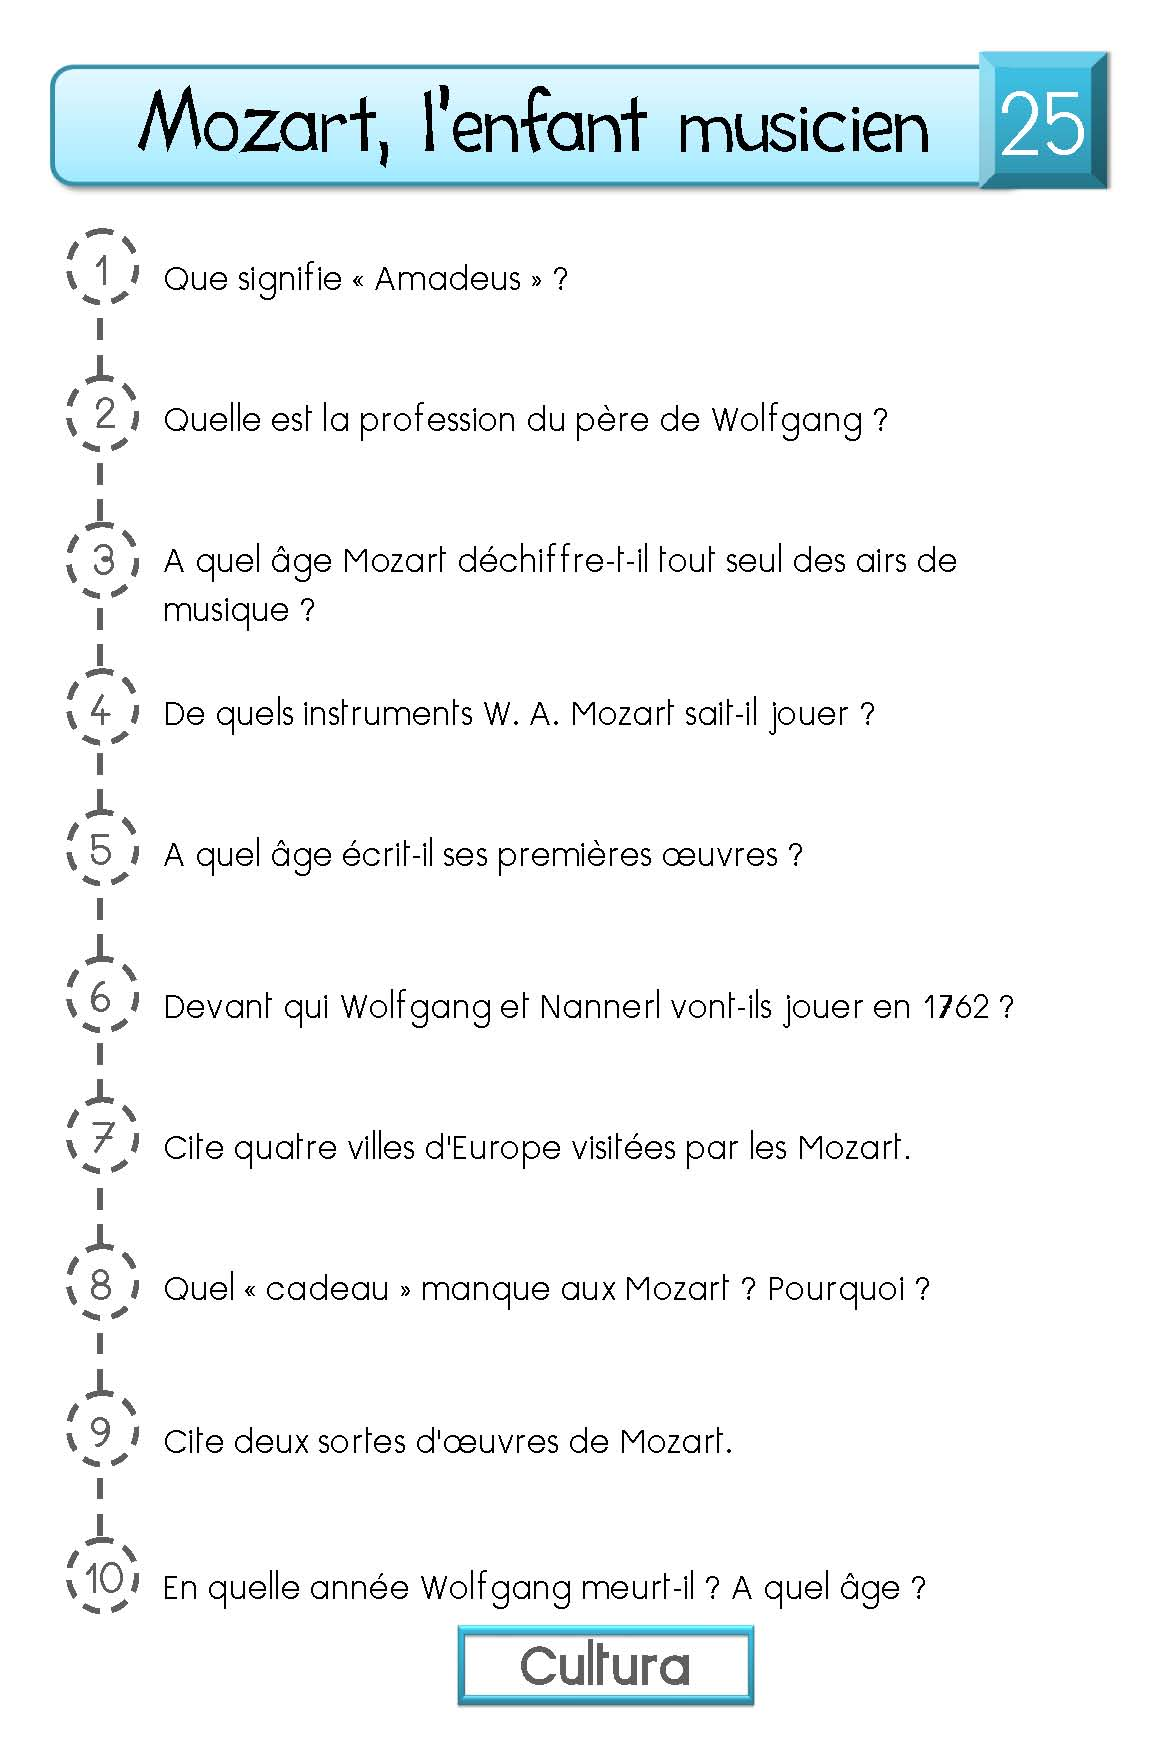 Mozart, l'enfant musicien
25
1
Que signifie « Amadeus » ?
2
Quelle est la profession du père de Wolfgang ?
3
A quel âge Mozart déchiffre-t-il tout seul des airs de
musique ?
4
De quels instruments W. A. Mozart sait-il jouer ?
5
A quel âge écrit-il ses premières œuvres ?
6
Devant qui Wolfgang et Nannerl vont-ils jouer en 1762 ?
7
Cite quatre villes d'Europe visitées par les Mozart.
8
Quel « cadeau » manque aux Mozart ? Pourquoi ?
9
Cite deux sortes d'œuvres de Mozart.
10
En quelle année Wolfgang meurt-il ? A quel âge ?
Cultura